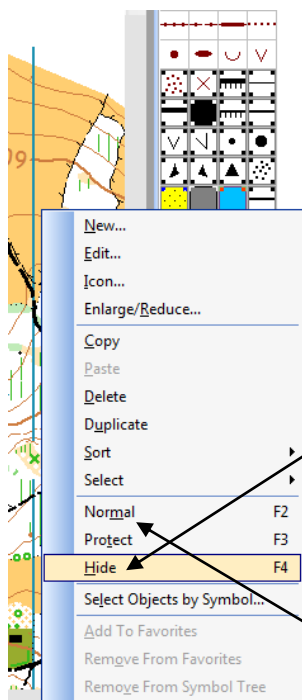 99
New...
Edit...
Icon...
Enlarge/Reduce...
Copy
Paste
Delete
Duplicate
Sort
Select
Normal F2
Protect F3
Hide F4
Select Objects by Symbol...
Add To Favorites
Remove From Favorites
Remove From Symbol Tree